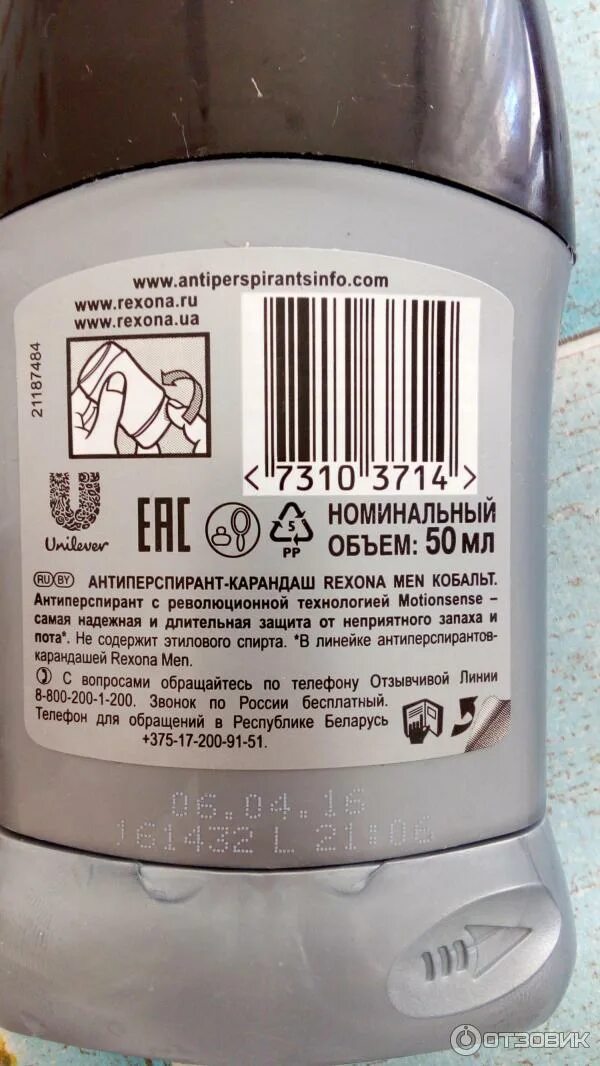 www.antiperspirantsinfo.com
www.rexona.ru
www.rexona.ua
21187484
<7310 3714>
Unilever
EAC
5
PP
НОМИНАЛЬНЫЙ
ОБЪЕМ: 50 мл
RU BY АНТИПЕРСПИРАНТ-КАРАНДАШ REXONA MEN КОБАЛЬТ.
Антиперспирант с революционной технологией Motionsense –
самая надежная и длительная защита от неприятного запаха и
пота*. Не содержит этилового спирта. *В линейке антиперспирантов-
карандашей Rexona Men.
С вопросами обращайтесь по телефону Отзывчивой Линии
8-800-200-1-200. Звонок по России бесплатный.
Телефон для обращений в Республике Беларусь
+375-17-200-91-51.
06.04.16
161432 L 21:06
ОТЗОВИК